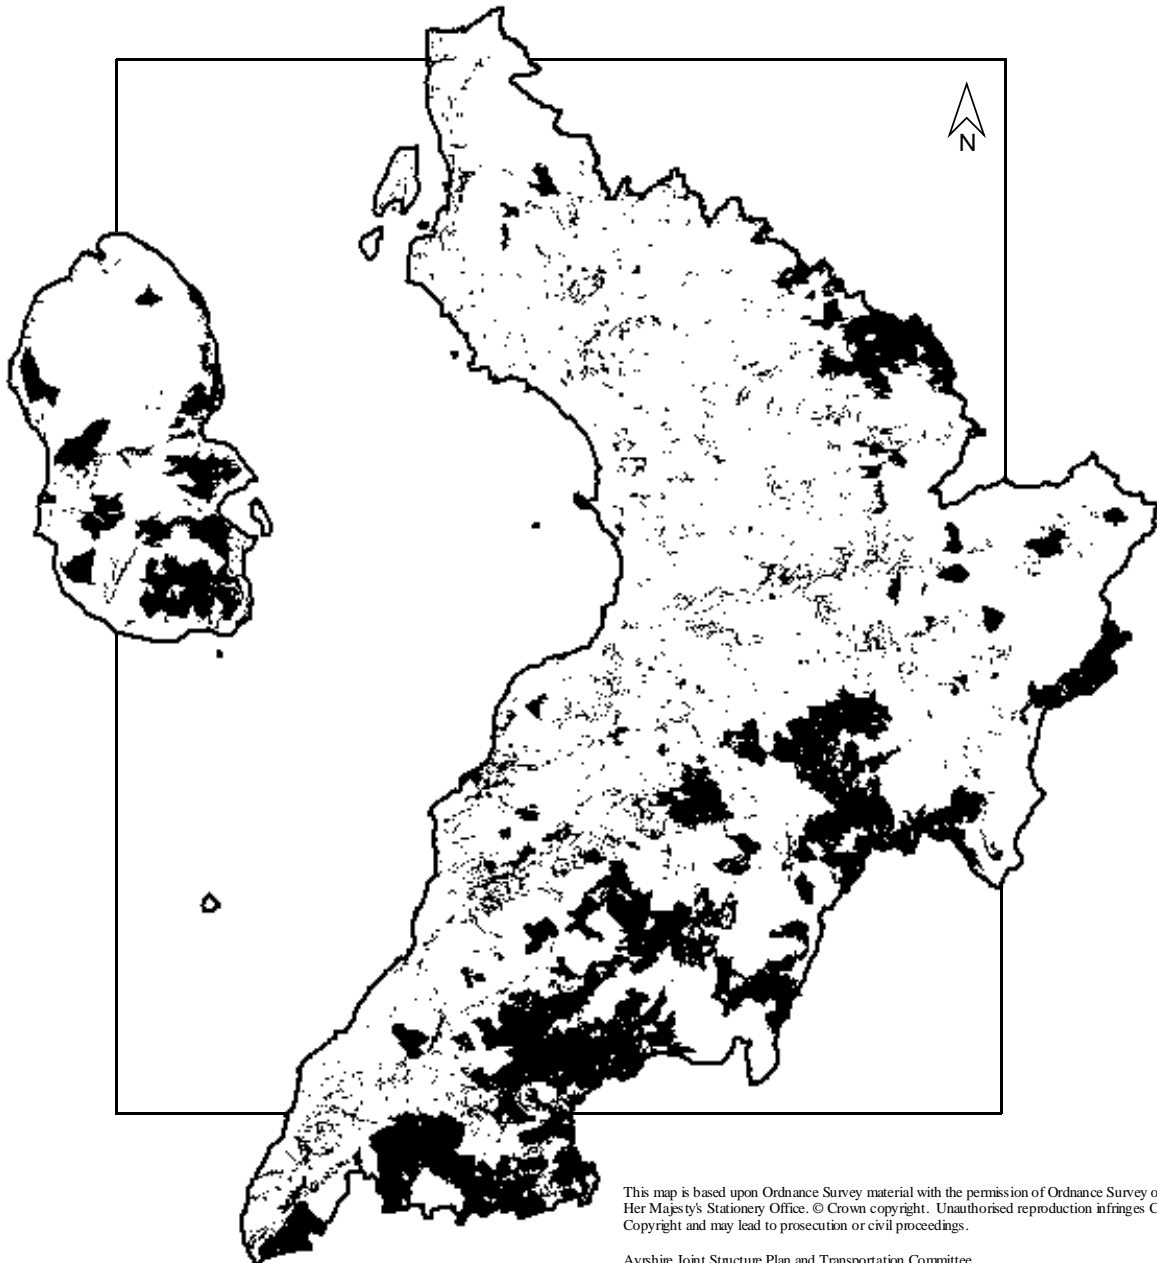 N
This map is based upon Ordnance Survey material with the permission of Ordnance Survey o
Her Majesty's Stationery Office. © Crown copyright. Unauthorised reproduction infringes C
Copyright and may lead to prosecution or civil proceedings.
Ayrshire Joint Structure Plan and Transportation Committee